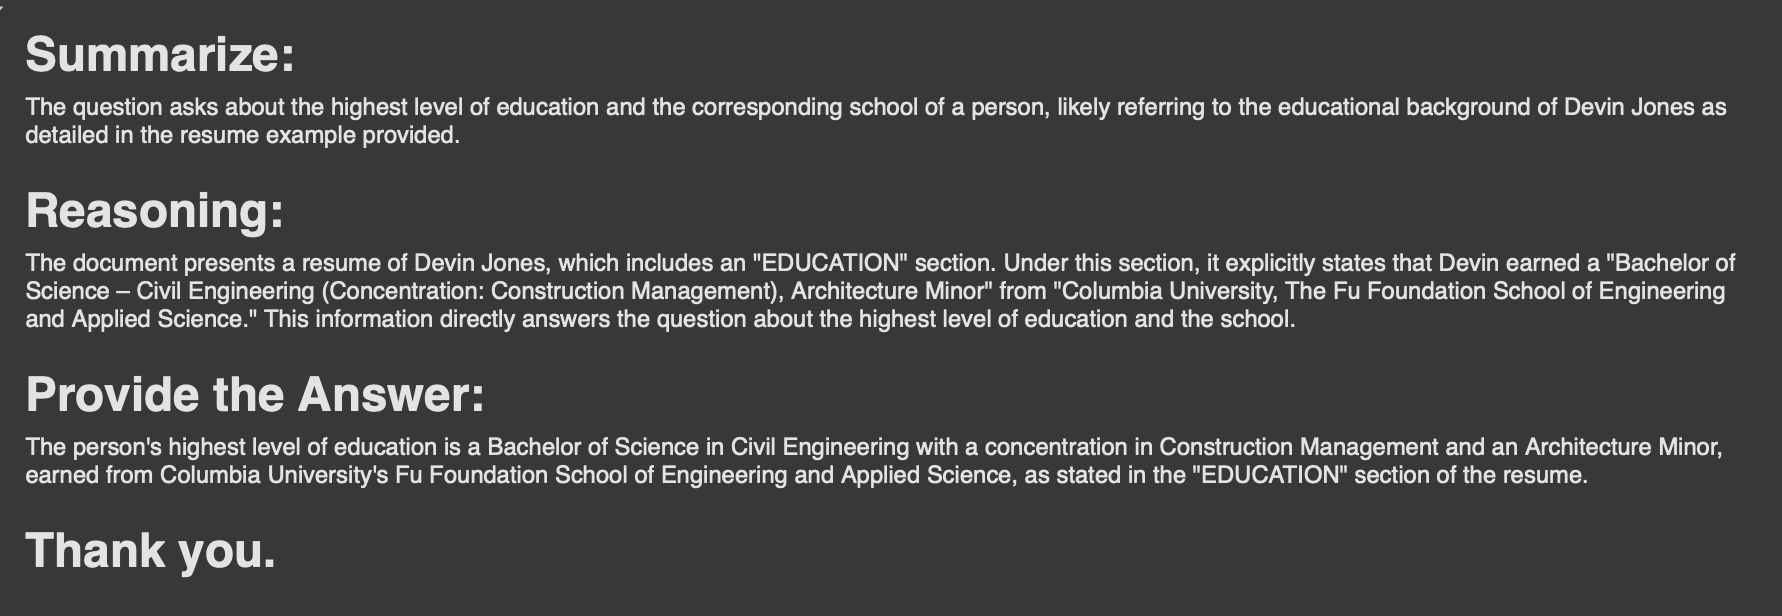 Summarize:
The question asks about the highest level of education and the corresponding school of a person, likely referring to the educational background of Devin Jones as
detailed in the resume example provided.
Reasoning:
The document presents a resume of Devin Jones, which includes an "EDUCATION" section. Under this section, it explicitly states that Devin earned a "Bachelor of
Science – Civil Engineering (Concentration: Construction Management), Architecture Minor" from "Columbia University, The Fu Foundation School of Engineering
and Applied Science." This information directly answers the question about the highest level of education and the school.
Provide the Answer:
The person's highest level of education is a Bachelor of Science in Civil Engineering with a concentration in Construction Management and an Architecture Minor,
earned from Columbia University's Fu Foundation School of Engineering and Applied Science, as stated in the "EDUCATION" section of the resume.
Thank you.